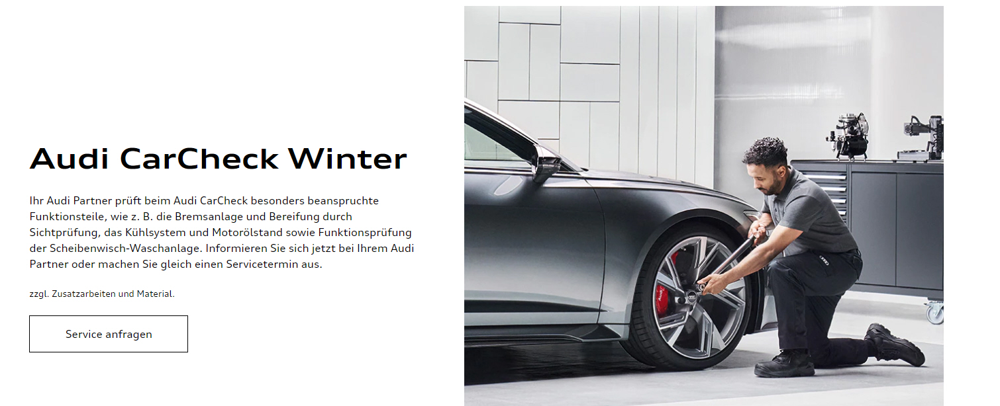 Audi CarCheck Winter
Ihr Audi Partner prüft beim Audi CarCheck besonders beanspruchte
Funktionsteile, wie z. B. die Bremsanlage und Bereifung durch
Sichtprüfung, das Kühlsystem und Motorölstand sowie Funktionsprüfung
der Scheibenwisch-Waschanlage. Informieren Sie sich jetzt bei Ihrem Audi
Partner oder machen Sie gleich einen Servicetermin aus.
zzgl. Zusatzarbeiten und Material.
Service anfragen
Audi